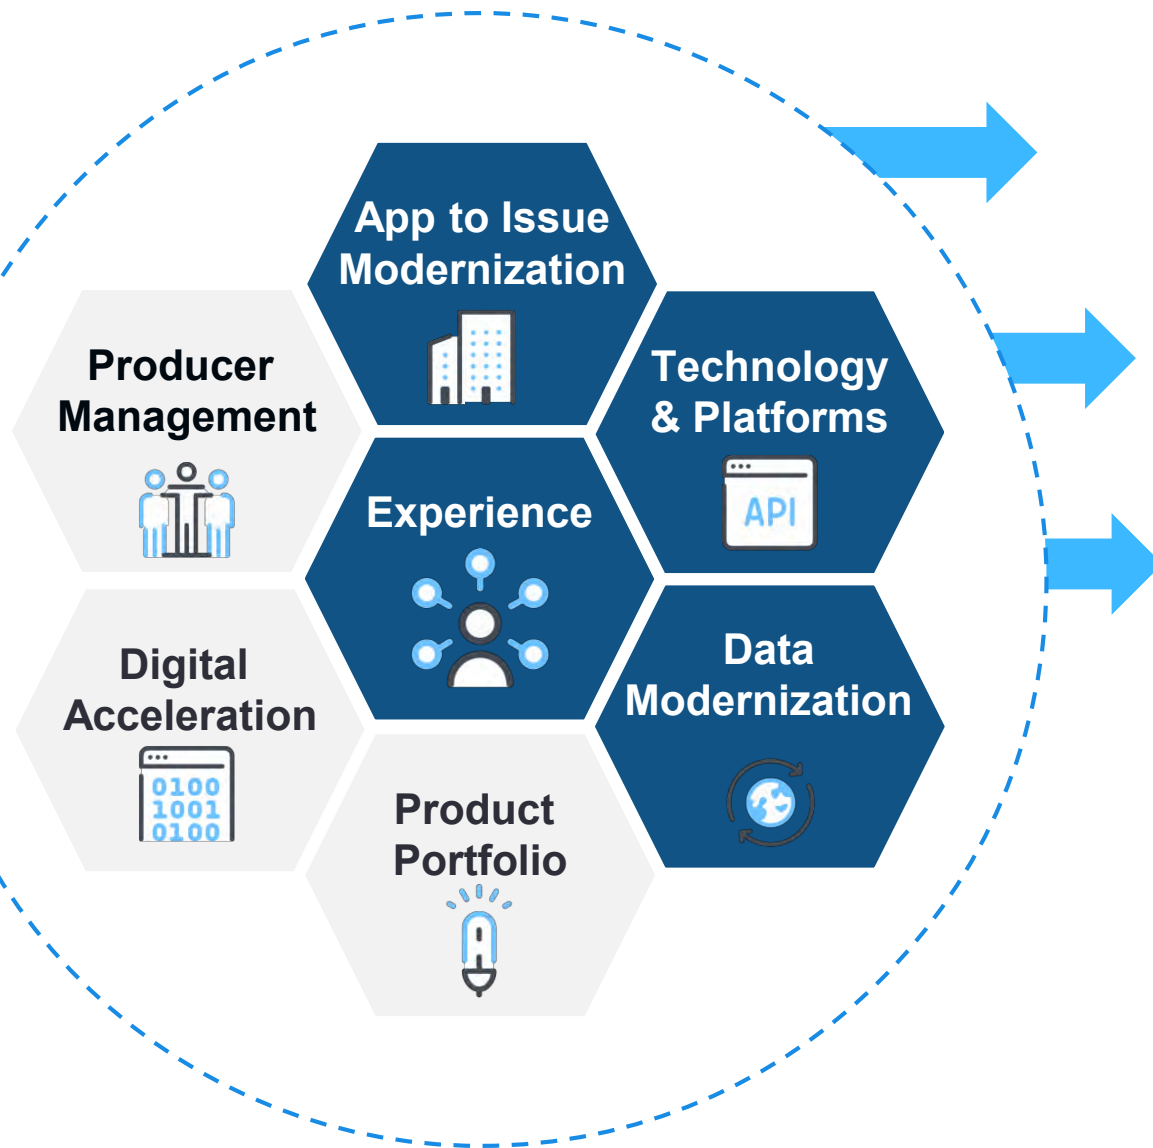 App to Issue
Modernization
Producer
Management
Technology
& Platforms
API
Experience
Digital
Acceleration
0100
1001
0100
Data
Modernization
Product
Portfolio